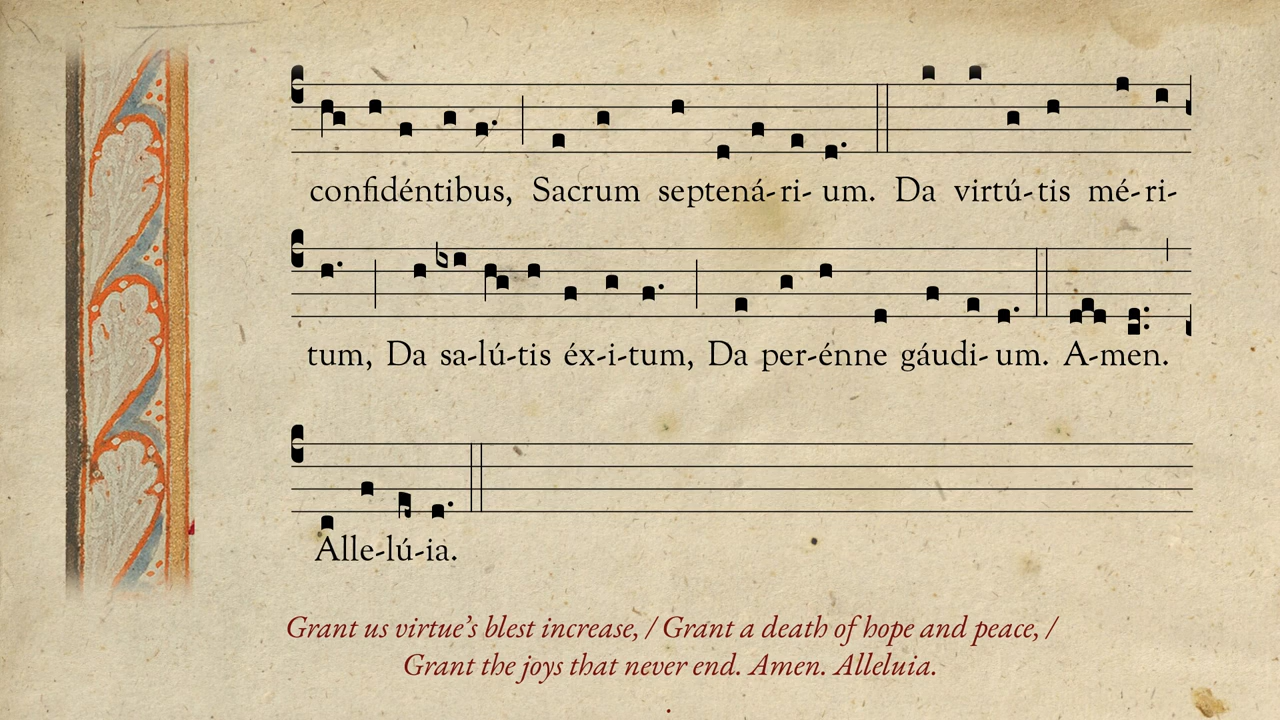 confidéntibus, Sacrum septená-ri-um. Da virtú-tis mé-ri-
tum, Da sa-lú-tis éx-i-tum, Da per-énne gáudi-um. A-men.
Alle-lú-ia.
Grant us virtue’s blest increase, / Grant a death of hope and peace, /
Grant the joys that never end. Amen. Alleluia.